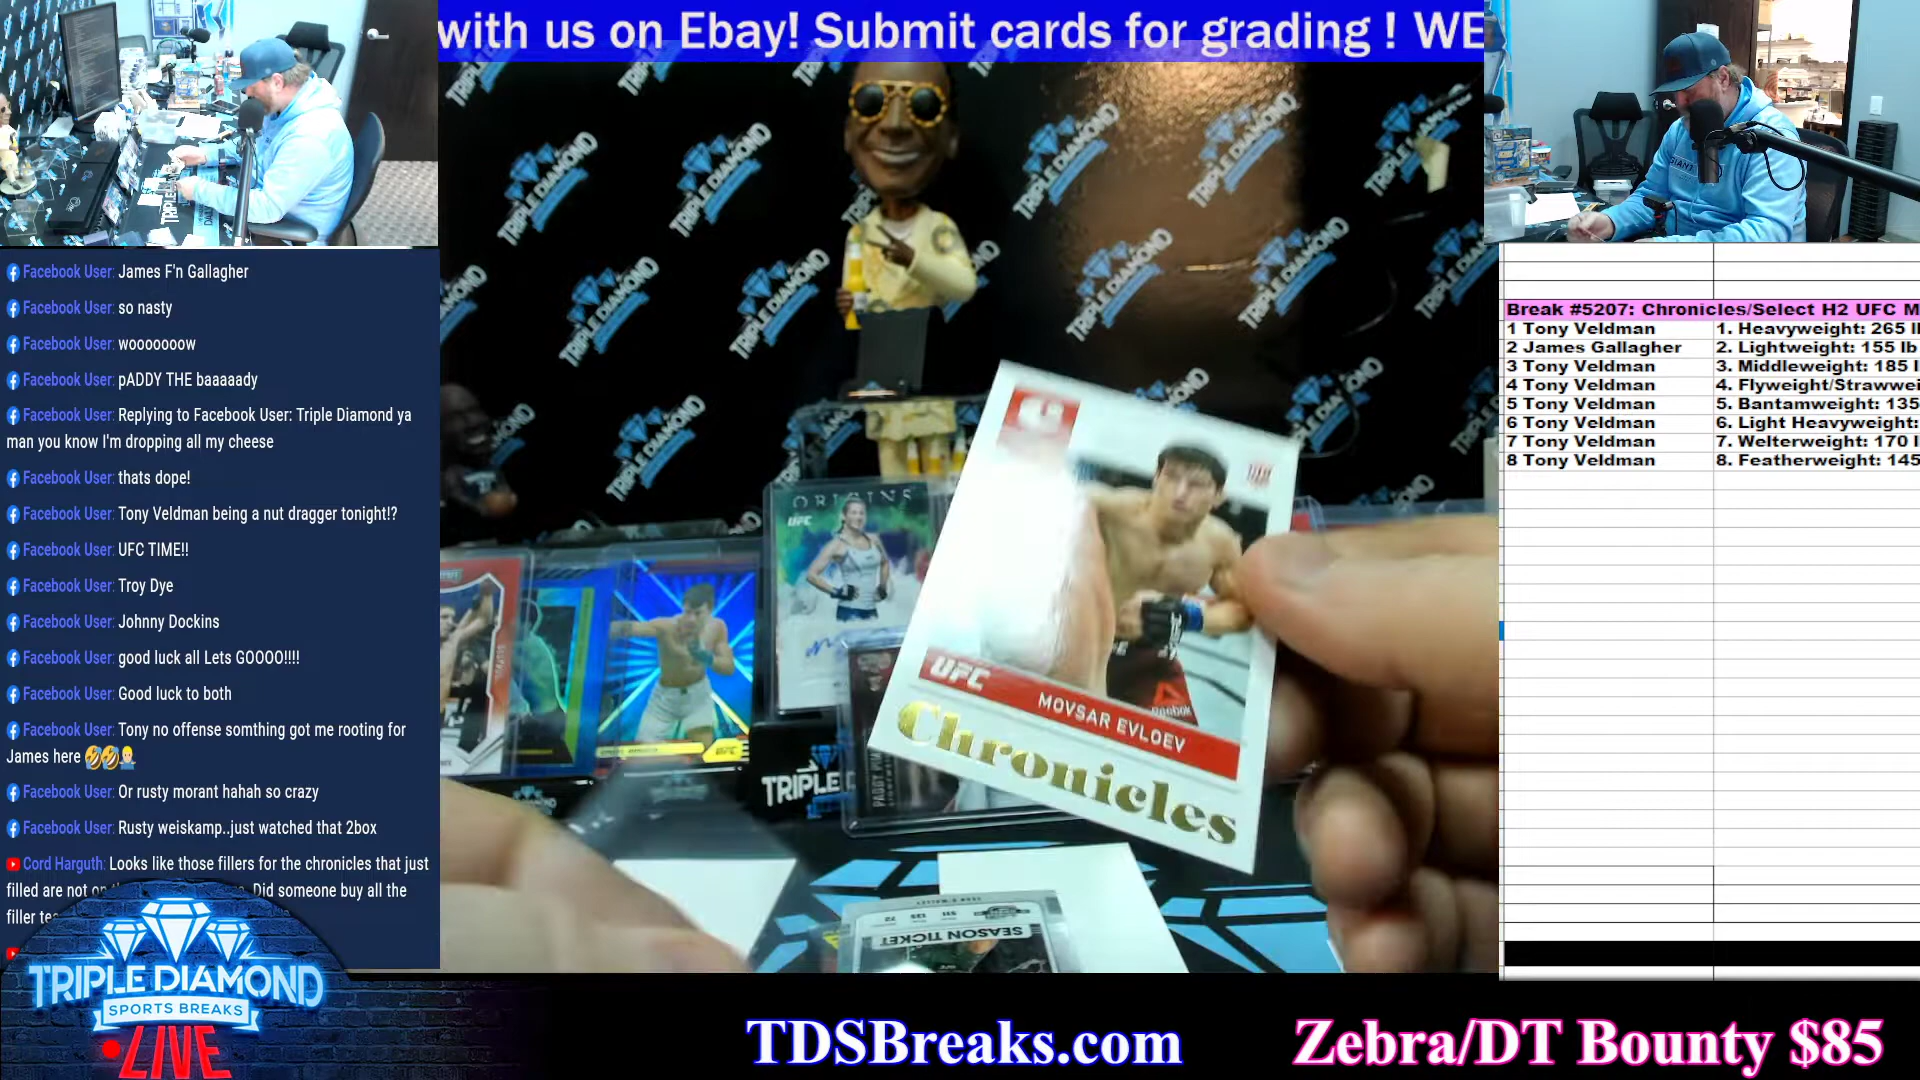 with us on Ebay! Submit cards for grading ! WE
Facebook User: James F'n Gallagher
Facebook User: so nasty
Facebook User: wooooooow
Facebook User: pADDY THE baaaaady
Facebook User: Replying to Facebook User: Triple Diamond ya
man you know I'm dropping all my cheese
Facebook User: thats dope!
Facebook User: Tony Veldman being a nut dragger tonight!?
Facebook User: UFC TIME!!
Facebook User: Troy Dye
Facebook User: Johnny Dockins
Facebook User: good luck all Lets GOOOO!!!!
Facebook User: Good luck to both
Facebook User: Tony no offense somthing got me rooting for
James here 🤣🤣
Facebook User: Or rusty morant hahah so crazy
Facebook User: Rusty weiskamp..just watched that 2box
Cord Harguth: Looks like those fillers for the chronicles that just
filled are not on Did someone buy all the
filler
TRIPLE DIAMOND
SPORTS BREAKS
LIVE
TRIPLE DIAMOND
ORIGINS
UFC
UFC
MOVSAR EVLOEV
Reebok
Chronicles
TRIPLE
PADDY
SEASON TICKET
Break #5207: Chronicles/Select H2 UFC M
1 Tony Veldman 1. Heavyweight: 265 l
2 James Gallagher 2. Lightweight: 155 lb
3 Tony Veldman 3. Middleweight: 185 l
4 Tony Veldman 4. Flyweight/Strawwei
5 Tony Veldman 5. Bantamweight: 135
6 Tony Veldman 6. Light Heavyweight:
7 Tony Veldman 7. Welterweight: 170 l
8 Tony Veldman 8. Featherweight: 145
TDSBreaks.com
Zebra/DT Bounty $85